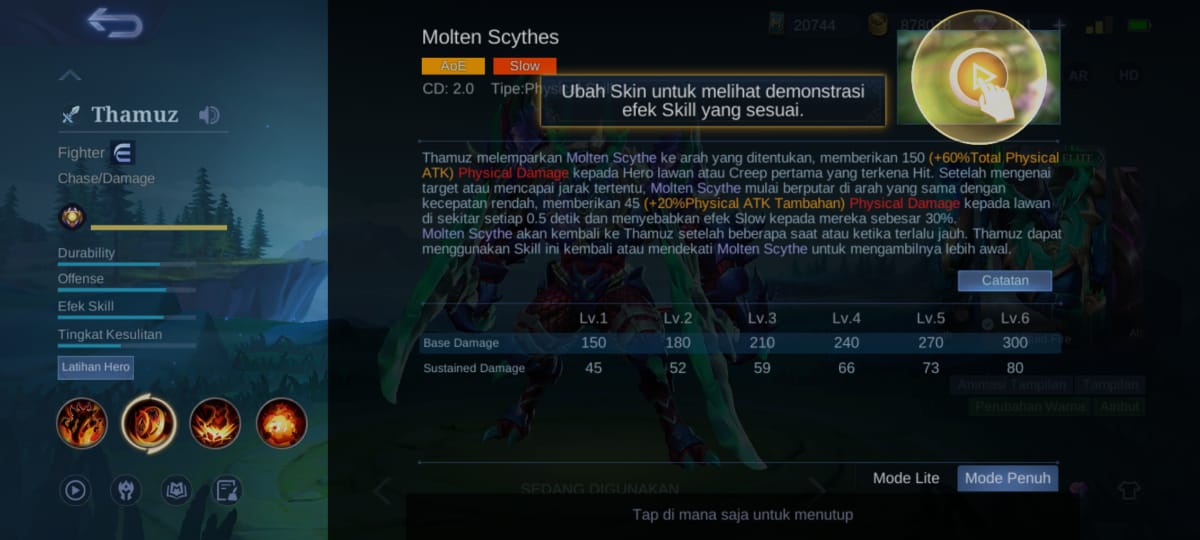 20744
Molten Scythes
AoE Slow
AR HD
CD: 2.0 Tipe:Phys
Ubah Skin untuk melihat demonstrasi
efek Skill yang sesuai.
Thamuz
Fighter
Chase/Damage
Durability
Offense
Efek Skill
Tingkat Kesulitan
Latihan Hero
Thamuz melemparkan Molten Scythe ke arah yang ditentukan, memberikan 150 (+60%Total Physical
ATK) Physical Damage kepada Hero lawan atau Creep pertama yang terkena Hit. Setelah mengenai
target atau mencapai jarak tertentu, Molten Scythe mulai berputar di arah yang sama dengan
kecepatan rendah, memberikan 45 (+20%Physical ATK Tambahan) Physical Damage kepada lawan
di sekitar setiap 0.5 detik dan menyebabkan efek Slow kepada mereka sebesar 30%.
Molten Scythe akan kembali ke Thamuz setelah beberapa saat atau ketika terlalu jauh. Thamuz dapat
menggunakan Skill ini kembali atau mendekati Molten Scythe untuk mengambilnya lebih awal.
ELITE
Catatan
Lv.1 Lv.2 Lv.3 Lv.4 Lv.5 Lv.6
Base Damage 150 180 210 240 270 300
Sustained Damage 45 52 59 66 73 80
Animasi Tampilan Tampilan
Perubahan Warna Atribut
Mode Lite Mode Penuh
SEDANG DIGUNAKAN
Tap di mana saja untuk menutup